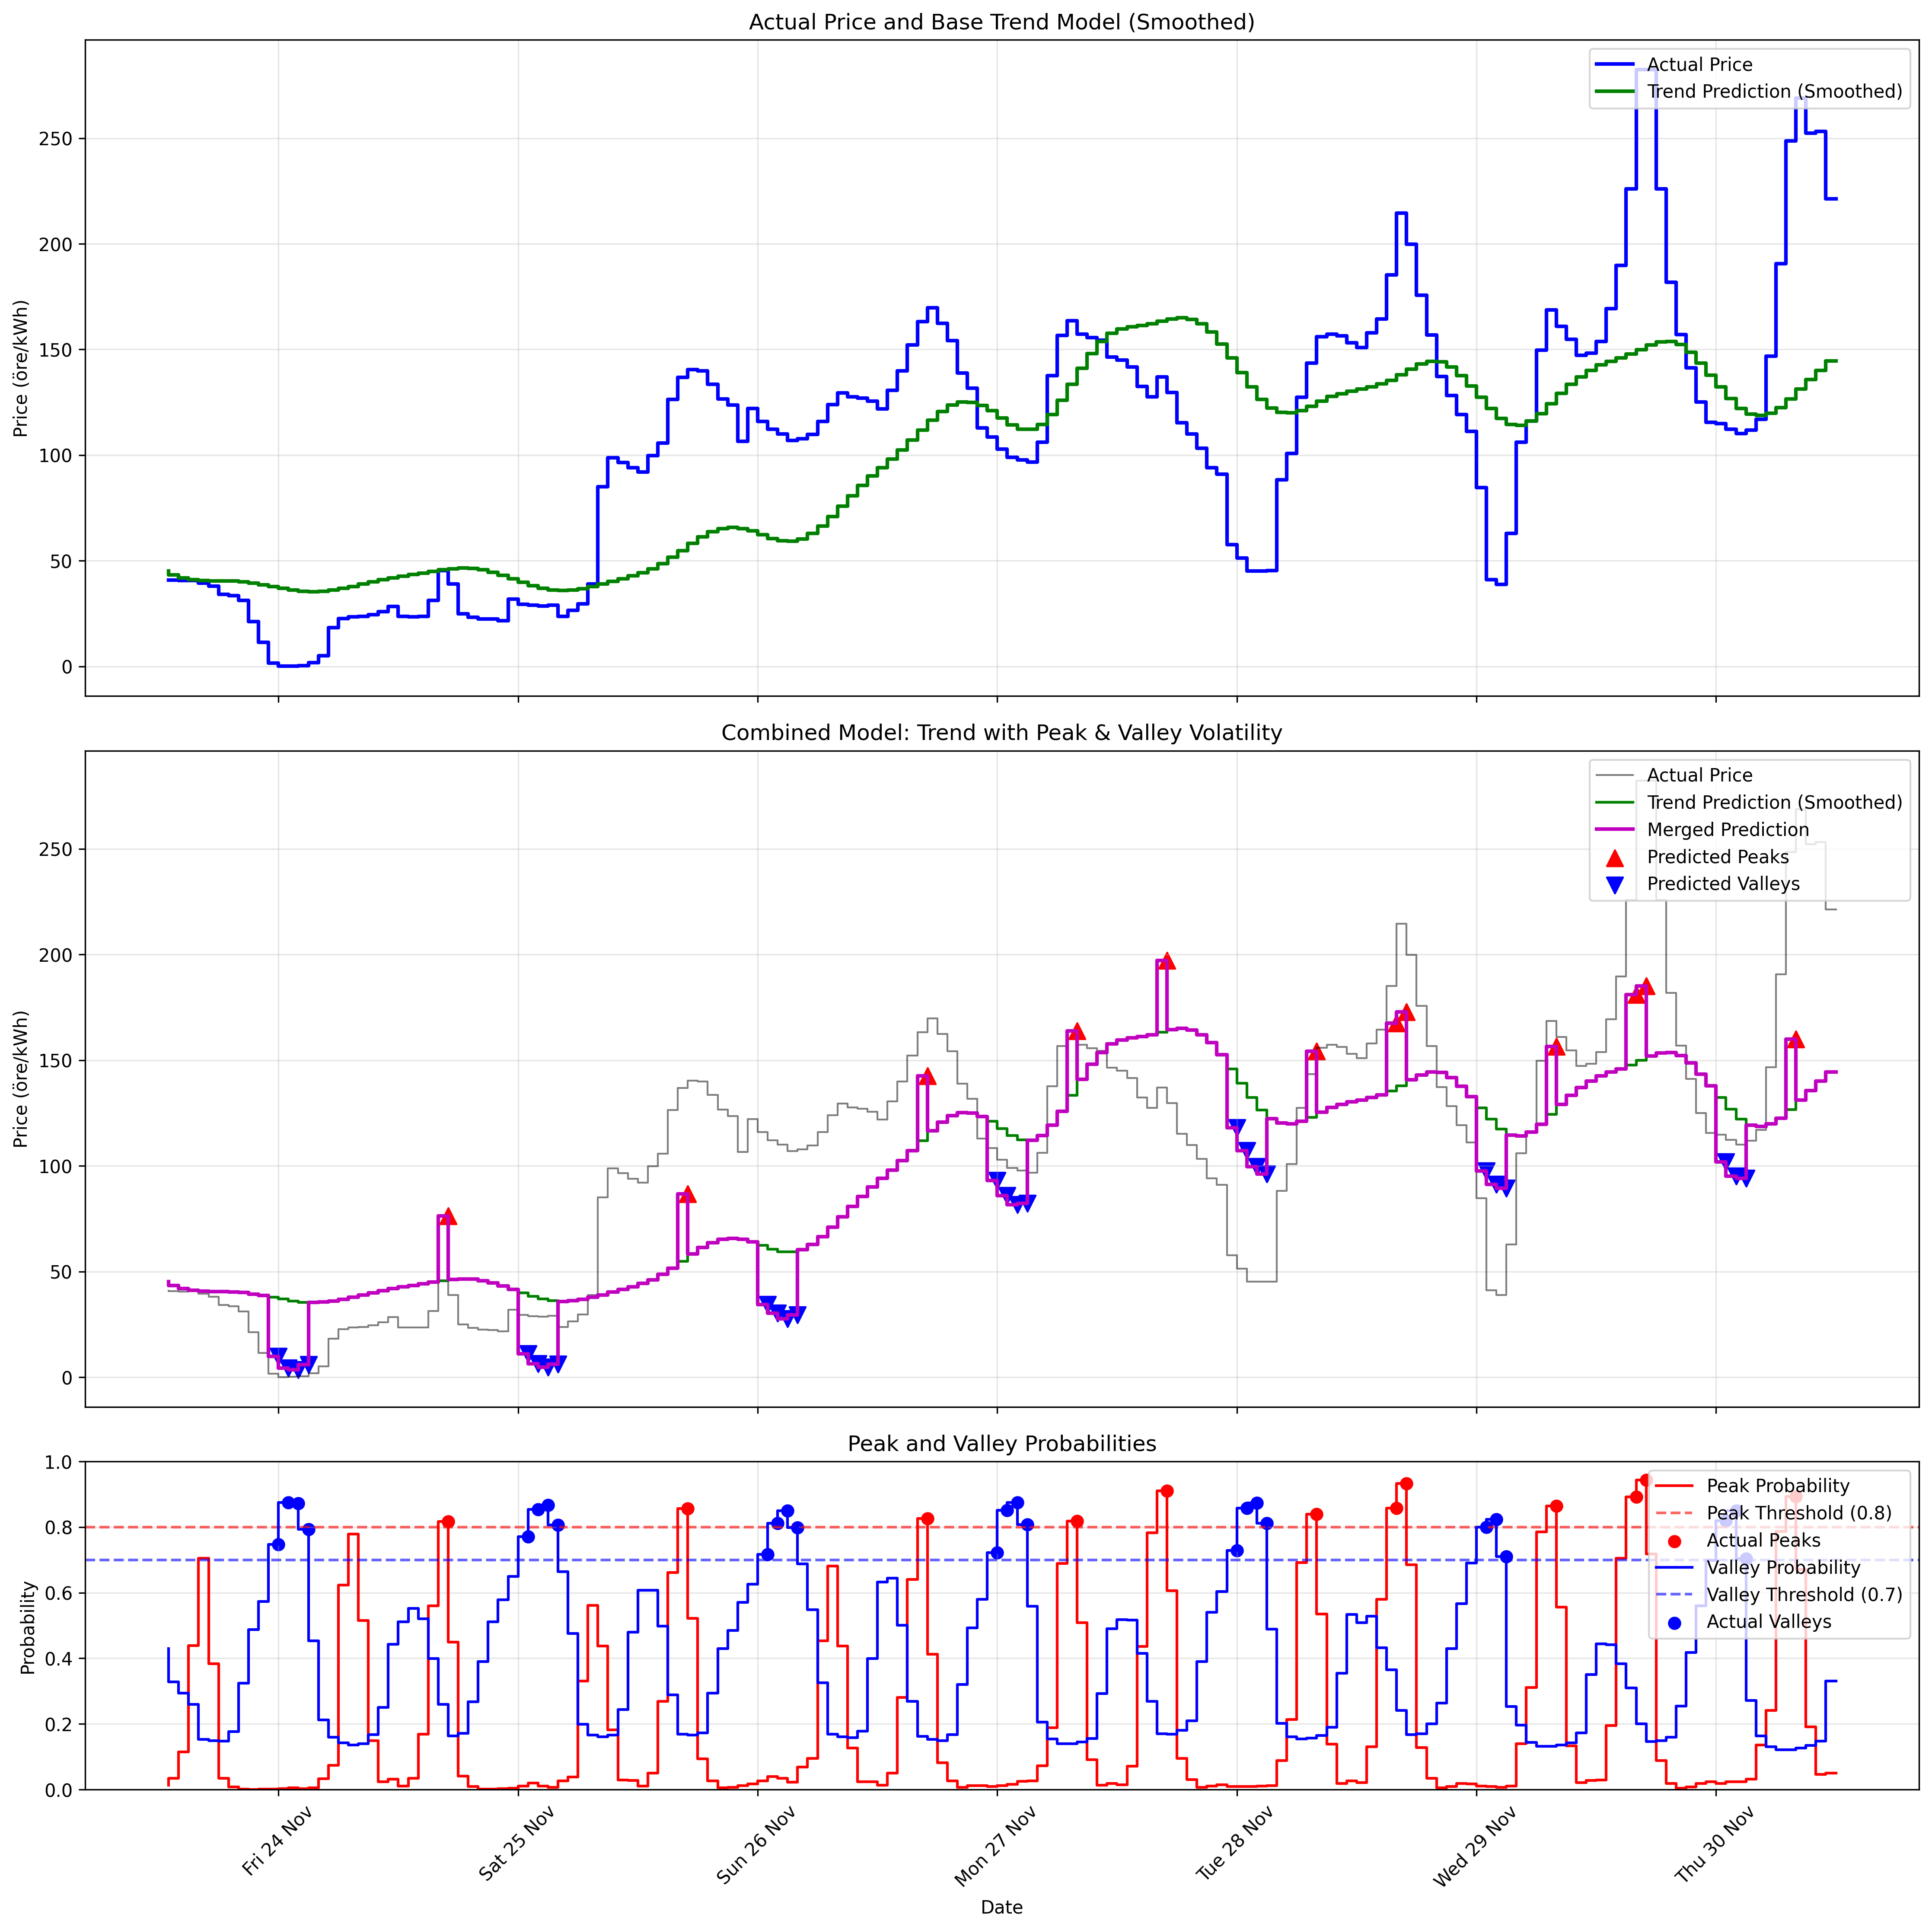 Actual Price and Base Trend Model (Smoothed)
Price (öre/kWh)
250
200
150
100
50
0
Actual Price
Trend Prediction (Smoothed)
Combined Model: Trend with Peak & Valley Volatility
Price (öre/kWh)
250
200
150
100
50
0
Actual Price
Trend Prediction (Smoothed)
Merged Prediction
Predicted Peaks
Predicted Valleys
Peak and Valley Probabilities
Probability
1.0
0.8
0.6
0.4
0.2
0.0
Peak Probability
Peak Threshold (0.8)
Actual Peaks
Valley Probability
Valley Threshold (0.7)
Actual Valleys
Fri 24 Nov
Sat 25 Nov
Sun 26 Nov
Mon 27 Nov
Tue 28 Nov
Wed 29 Nov
Thu 30 Nov
Date